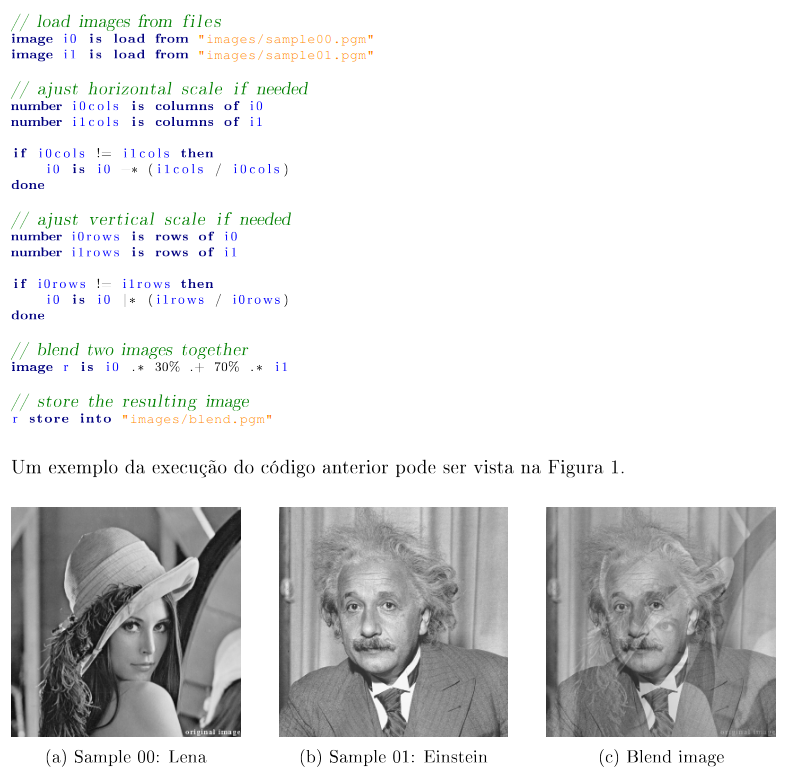 // load images from files
image i0 is load from "images/sample00.pgm"
image i1 is load from "images/sample01.pgm"
// ajust horizontal scale if needed
number i0cols is columns of i0
number i1cols is columns of i1
if i0cols != i1cols then
i0 is i0 -* (i1cols / i0cols)
done
// ajust vertical scale if needed
number i0rows is rows of i0
number i1rows is rows of i1
if i0rows != i1rows then
i0 is i0 |* (i1rows / i0rows)
done
// blend two images together
image r is i0 .* 30% .+ 70% .* i1
// store the resulting image
r store into "images/blend.pgm"
Um exemplo da execução do código anterior pode ser vista na Figura 1.
original image
original image
(a) Sample 00: Lena
(b) Sample 01: Einstein
(c) Blend image